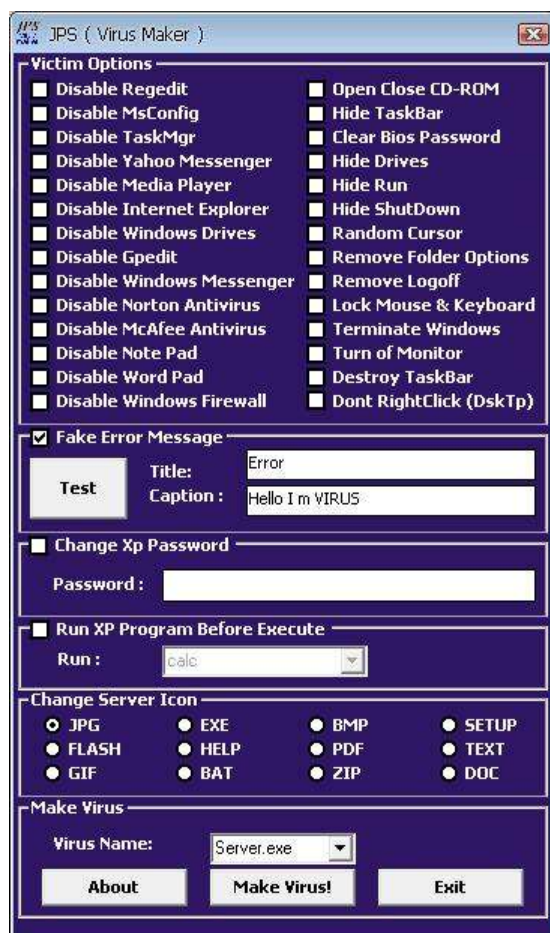 JPS ( Virus Maker )
Victim Options
Disable Regedit
Disable MsConfig
Disable TaskMgr
Disable Yahoo Messenger
Disable Media Player
Disable Internet Explorer
Disable Windows Drives
Disable Gpedit
Disable Windows Messenger
Disable Norton Antivirus
Disable McAfee Antivirus
Disable Note Pad
Disable Word Pad
Disable Windows Firewall
Open Close CD-ROM
Hide TaskBar
Clear Bios Password
Hide Drives
Hide Run
Hide ShutDown
Random Cursor
Remove Folder Options
Remove Logoff
Lock Mouse & Keyboard
Terminate Windows
Turn of Monitor
Destroy TaskBar
Dont RightClick (DskTp)
Fake Error Message
Test
Title: Error
Caption : Hello I m VIRUS
Change Xp Password
Password :
Run XP Program Before Execute
Run : calc
Change Server Icon
JPG EXE BMP SETUP
FLASH HELP PDF TEXT
GIF BAT ZIP DOC
Make Virus
Virus Name: Server.exe
About Make Virus! Exit